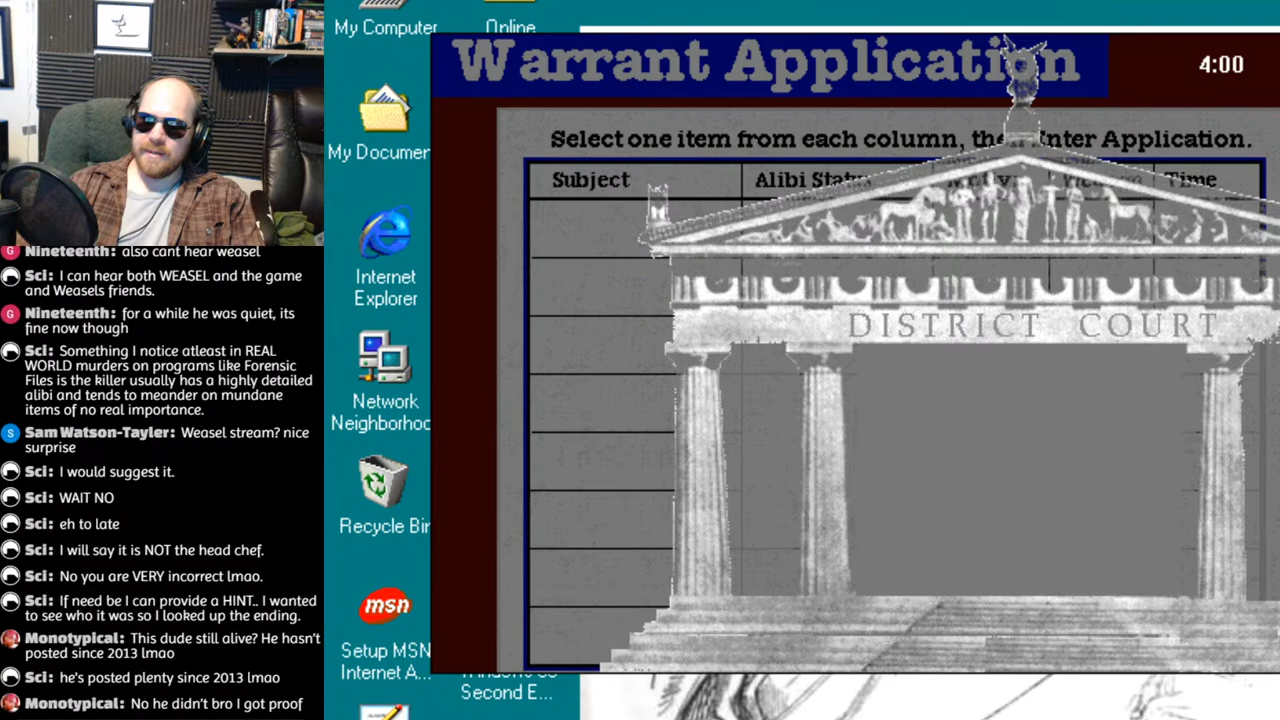 Nineteenth: also cant hear weasel
Sci: I can hear both WEASEL and the game
and Weasels friends.
Nineteenth: for a while he was quiet, its
fine now though
Sci: Something I notice atleast in REAL
WORLD murders on programs like Forensic
Files is the killer usually has a highly detailed
alibi and tends to meander on mundane
items of no real importance.
Sam Watson-Tayler: Weasel stream? nice
surprise
Sci: I would suggest it.
Sci: WAIT NO
Sci: eh to late
Sci: I will say it is NOT the head chef.
Sci: No you are VERY incorrect lmao.
Sci: If need be I can provide a HINT.. I wanted
to see who it was so I looked up the ending.
Monotypical: This dude still alive? He hasn't
posted since 2013 lmao
Sci: he's posted plenty since 2013 lmao
Monotypical: No he didn't bro I got proof
My Computer
Online
My Documen
Internet
Explorer
Network
Neighborhoo
Recycle Bin
msn
Setup MSN
Internet A...
Second E...
Warrant Application
4:00
Select one item from each column, then Enter Application.
Subject
Alibi Status
Time
DISTRICT COURT